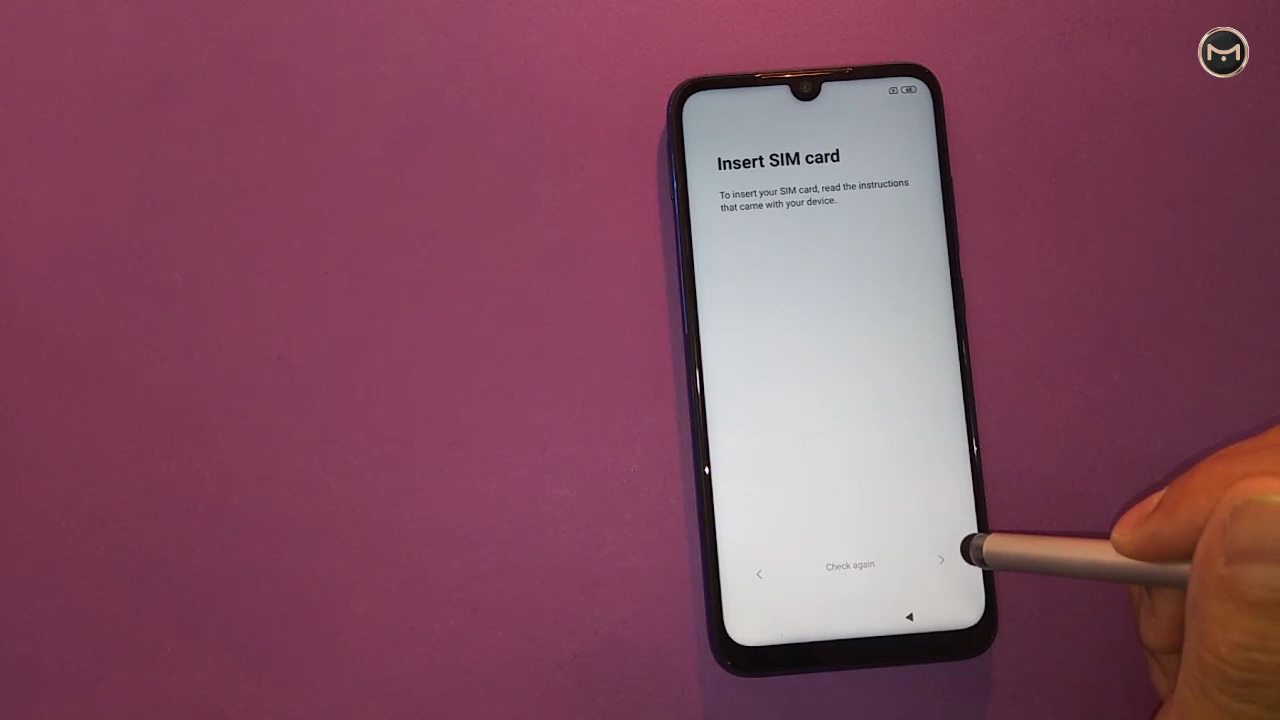 Insert SIM card
To insert your SIM card, read the instructions
that came with your device.
Check again